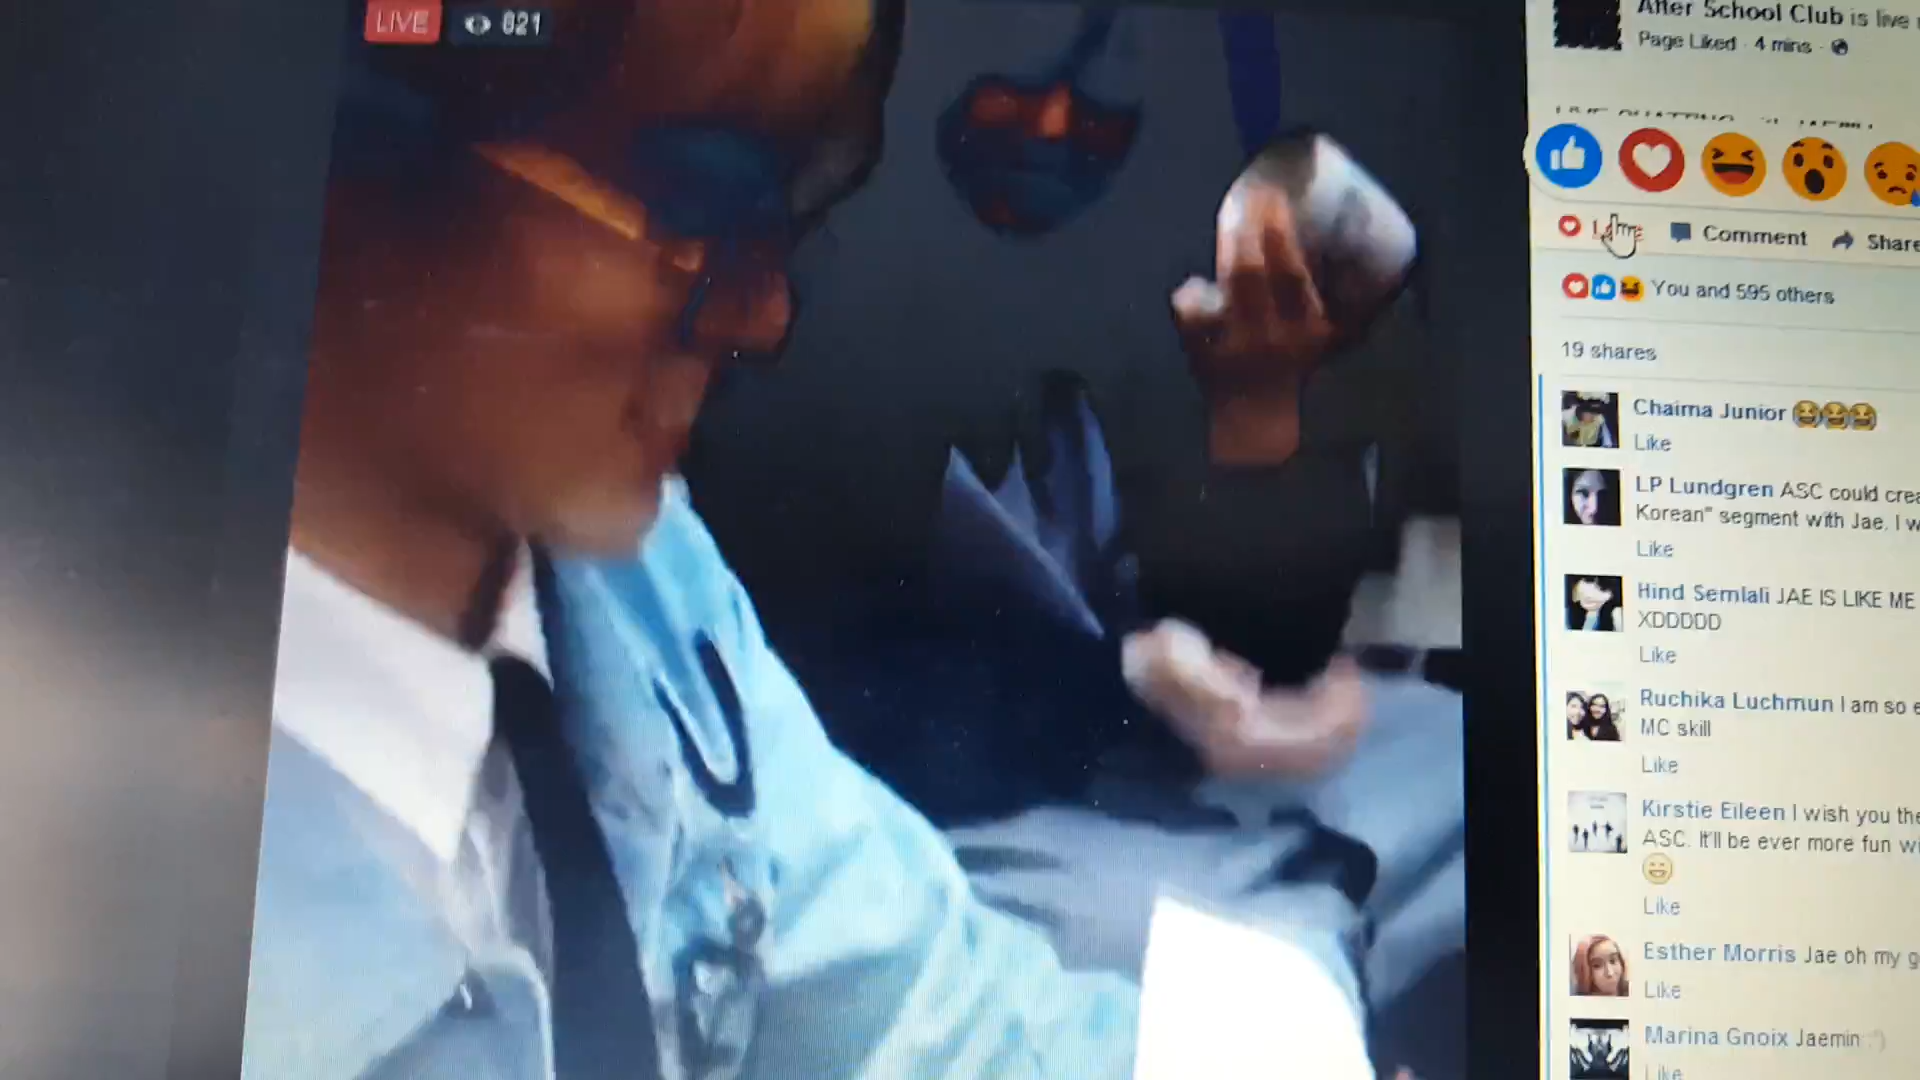 LIVE 821
After School Club is live
Page Liked · 4 mins ·
Comment Share
You and 595 others
19 shares
Chaima Junior
Like
LP Lundgren ASC could
Korean" segment with Jae. I
Like
Hind Semlali JAE IS LIKE ME
XDDDDD
Like
Ruchika Luchmun I am so
MC skill
Like
Kirstie Eileen I wish you
ASC. It'll be ever more fun
Like
Esther Morris Jae oh my
Like
Marina Gnoix Jaemin :')
Like